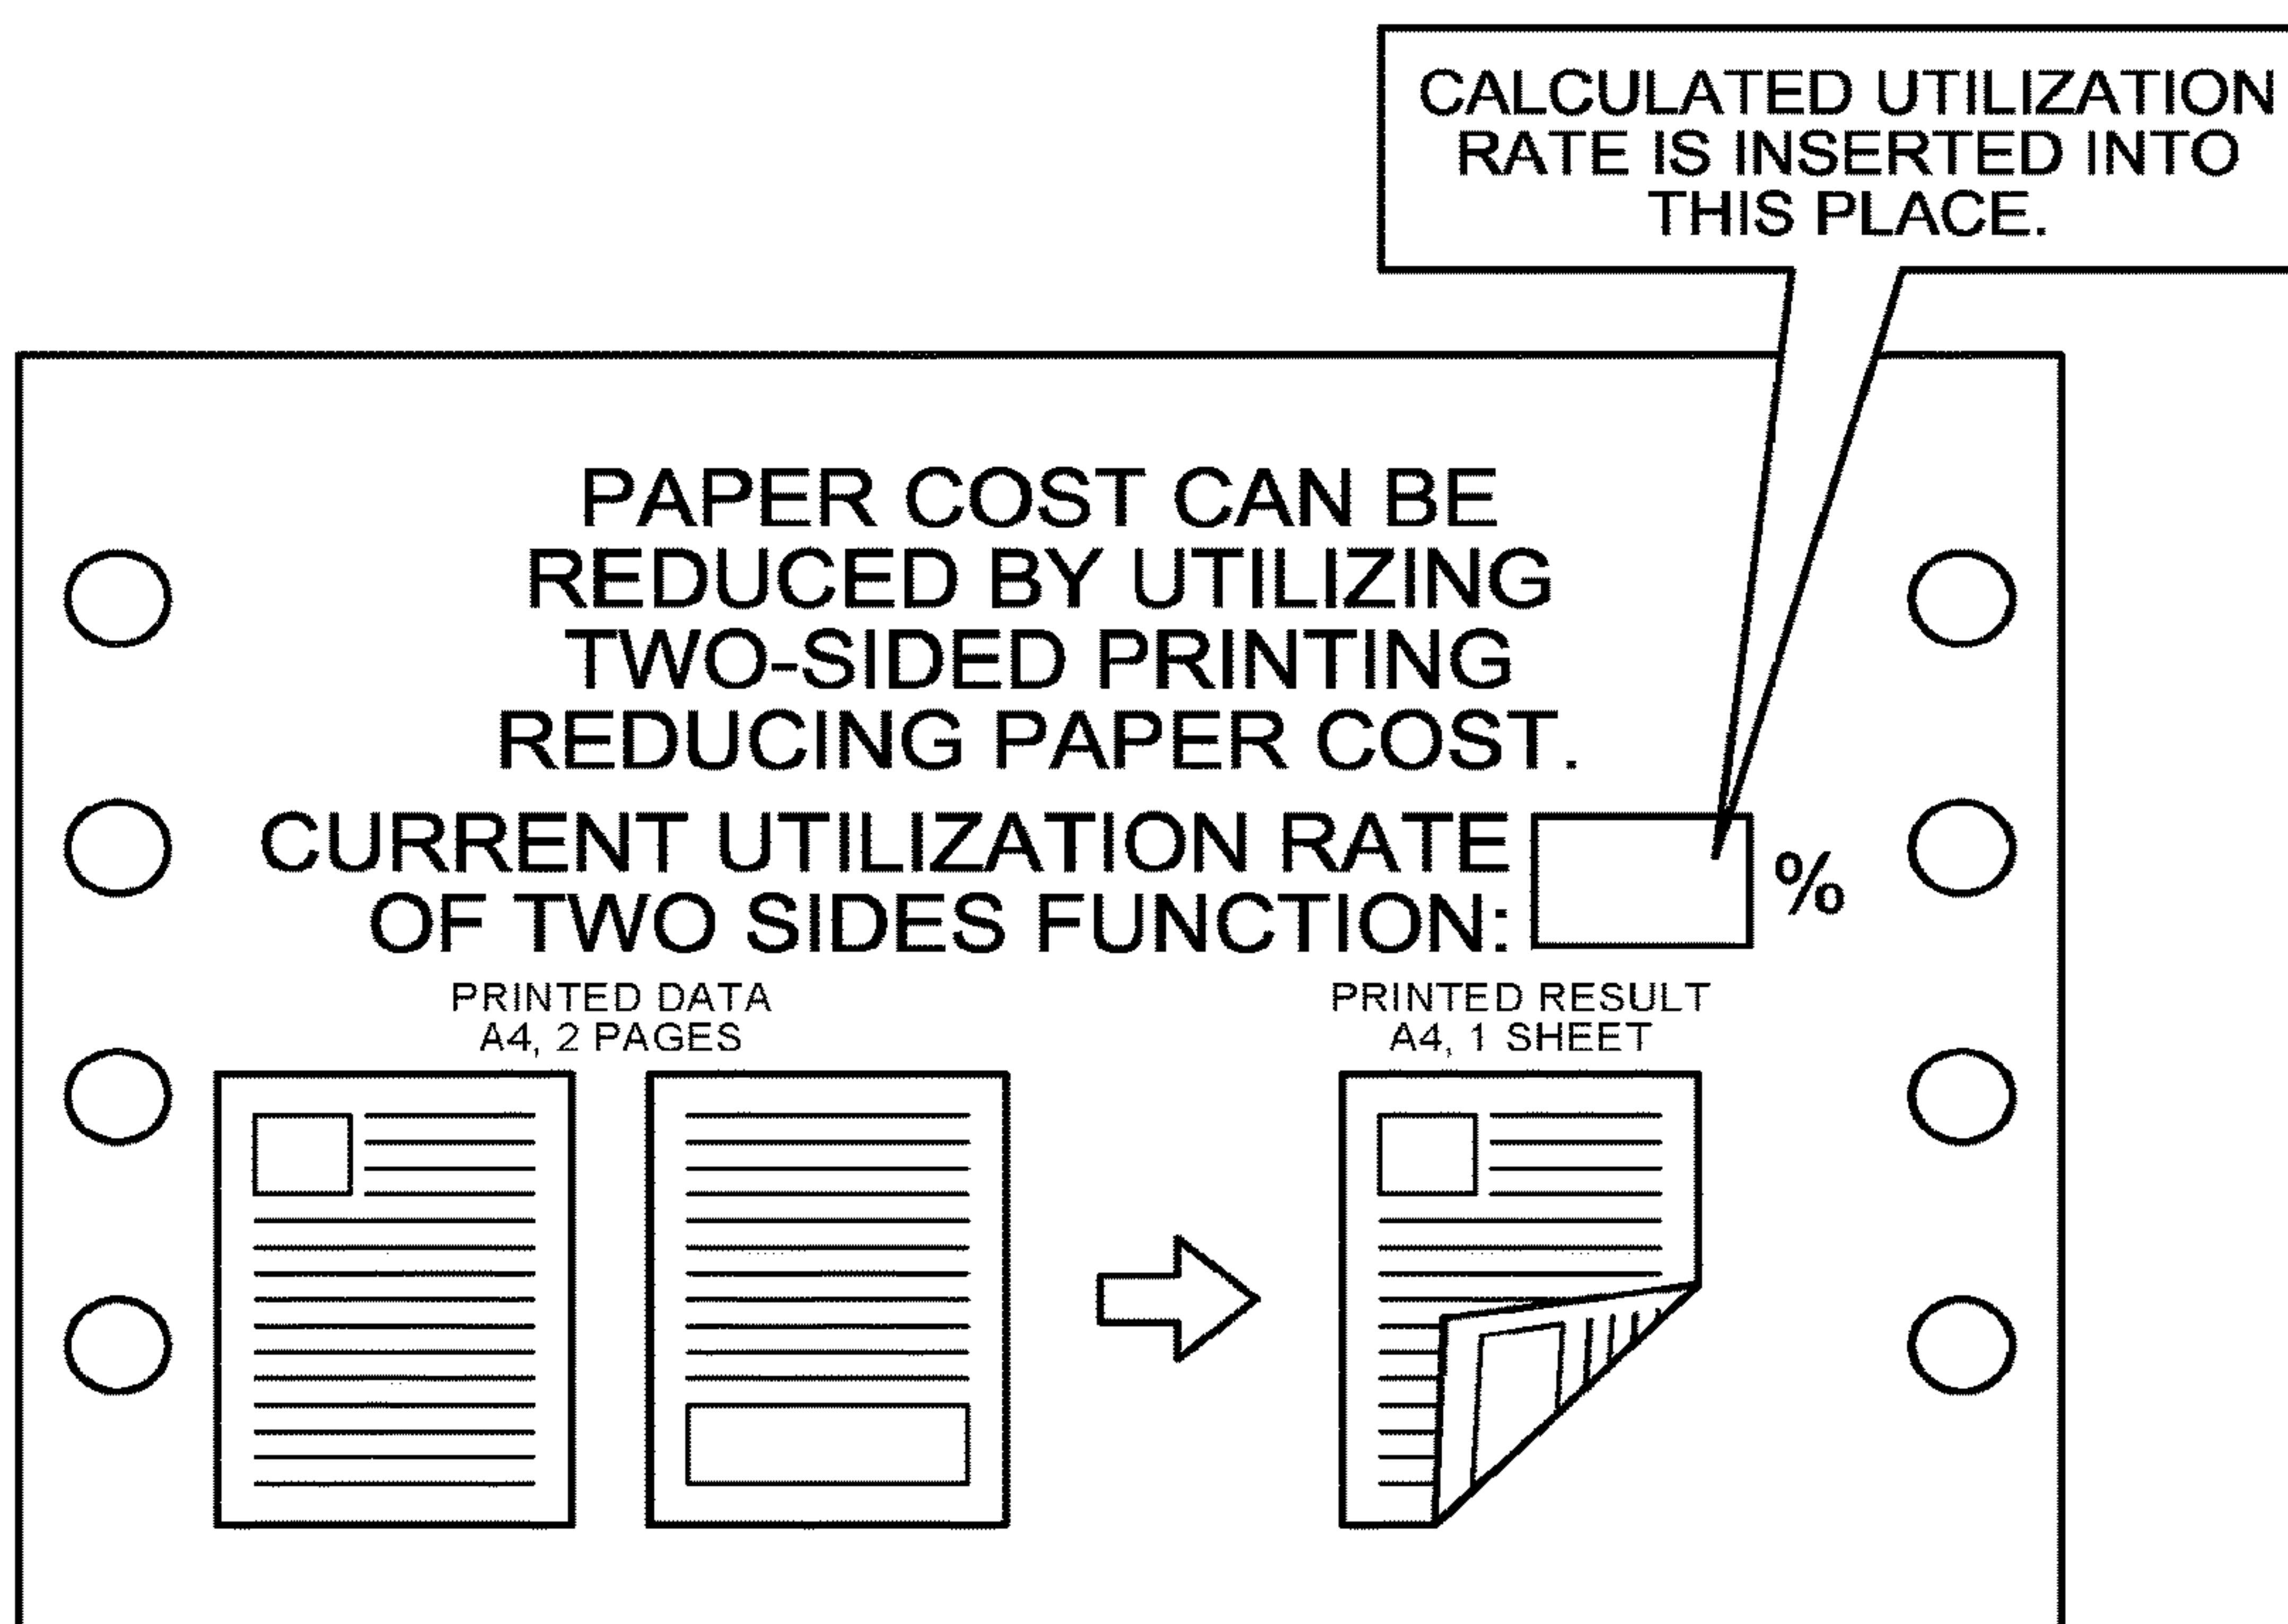 CALCULATED UTILIZATION
RATE IS INSERTED INTO
THIS PLACE.
PAPER COST CAN BE
REDUCED BY UTILIZING
TWO-SIDED PRINTING
REDUCING PAPER COST.
CURRENT UTILIZATION RATE
OF TWO SIDES FUNCTION: %
PRINTED DATA
A4, 2 PAGES
PRINTED RESULT
A4, 1 SHEET